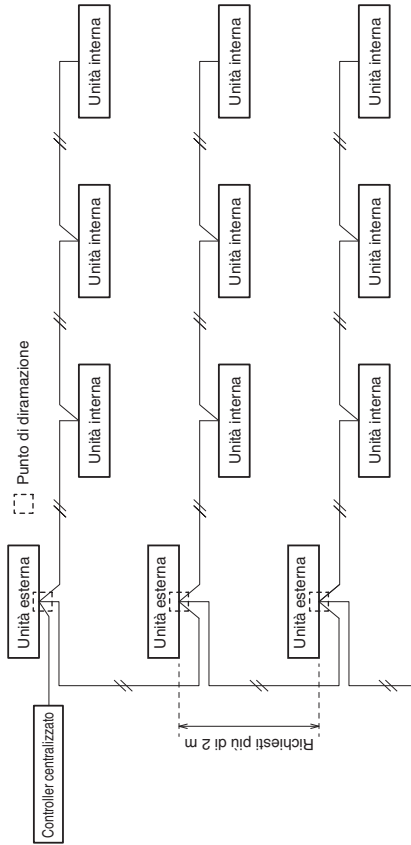 Punto di diramazione
Controller centralizzato
Unità esterna
Unità interna
Unità interna
Unità interna
Unità esterna
Unità interna
Unità interna
Unità interna
Richiesti più di 2 m
Unità esterna
Unità interna
Unità interna
Unità interna